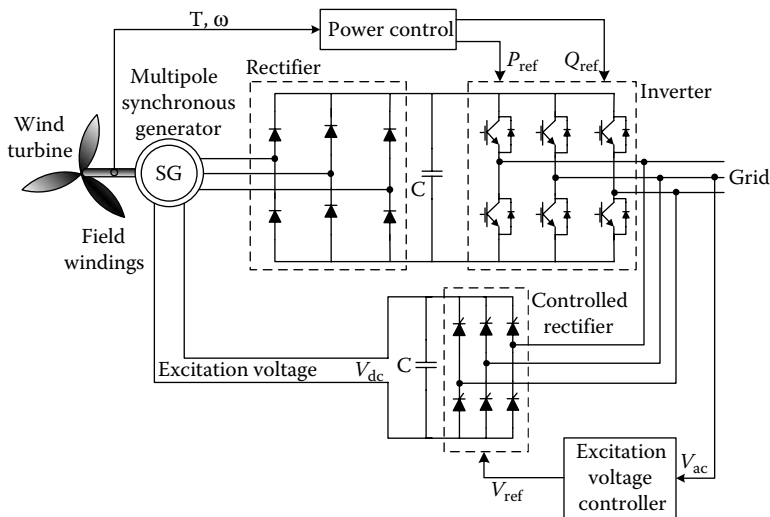 T, ω
Power control
P_ref
Q_ref
Multipole
synchronous
generator
Rectifier
Inverter
Wind
turbine
SG
C
Grid
Field
windings
Controlled
rectifier
Excitation voltage
V_dc
C
V_ref
Excitation
voltage
controller
V_ac